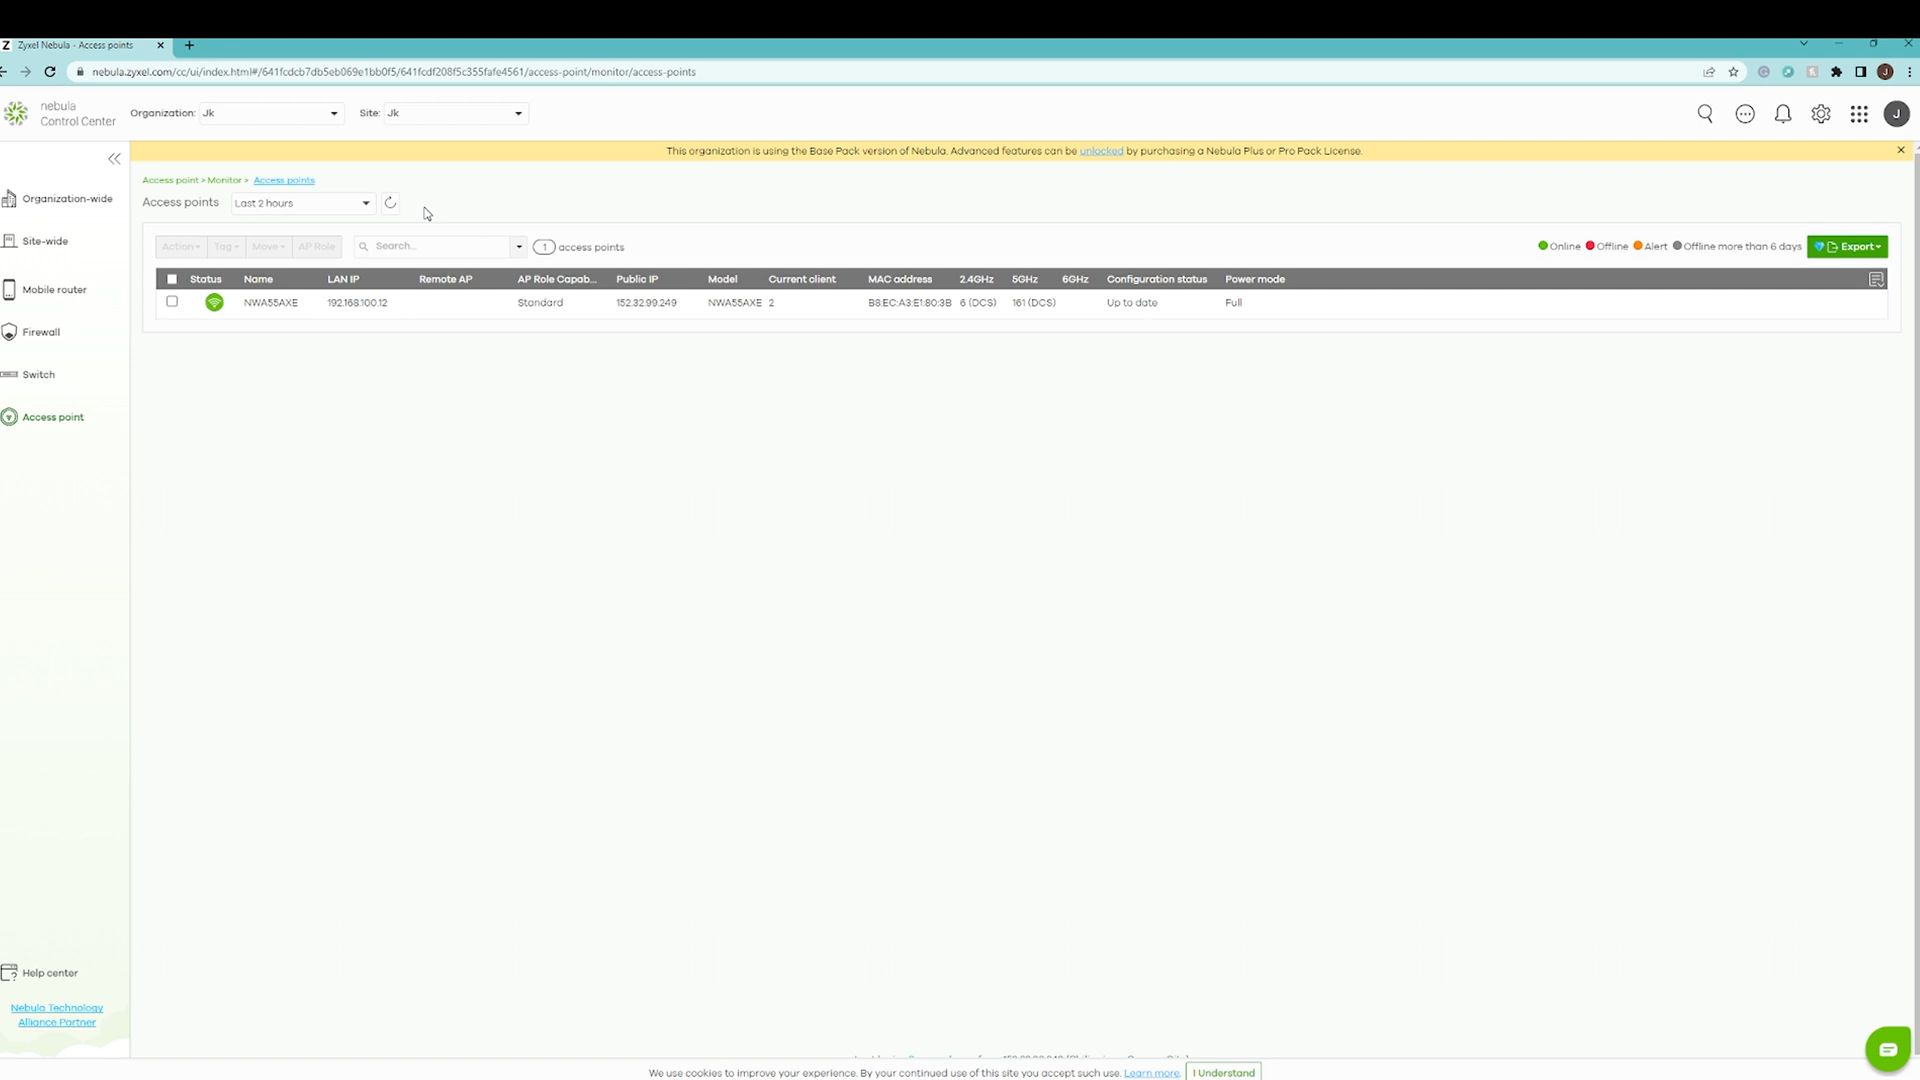 Zyxel Nebula - Access points
nebula.zyxel.com/cc/ui/index.html#/641fcdcb7db5eb069e1bb0f5/641fcdf208f5c355fafe4561/access-point/monitor/access-points
nebula
Control Center
Organization: Jk
Site: Jk
J
This organization is using the Base Pack version of Nebula. Advanced features can be unlocked by purchasing a Nebula Plus or Pro Pack License.
Organization-wide
Site-wide
Mobile router
Firewall
Switch
Access point
Help center
Nebula Technology
Alliance Partner
Access point > Monitor > Access points
Access points Last 2 hours
Action Tag Move AP Role Search... 1 access points Online Offline Alert Offline more than 6 days Export
Status Name LAN IP Remote AP AP Role Capab... Public IP Model Current client MAC address 2.4GHz 5GHz 6GHz Configuration status Power mode
NWA55AXE 192.168.100.12 Standard 152.32.99.249 NWA55AXE 2 B8:EC:A3:E1:80:3B 6 (DCS) 161 (DCS) Up to date Full
We use cookies to improve your experience. By your continued use of this site you accept such use. Learn more. I Understand